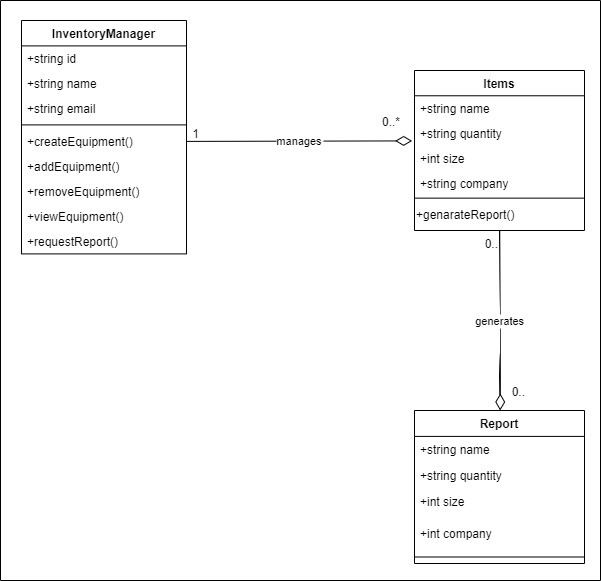 InventoryManager
+string id
+string name
+string email
+createEquipment()
+addEquipment()
+removeEquipment()
+viewEquipment()
+requestReport()
1
manages
0..*
Items
+string name
+string quantity
+int size
+string company
+genarateReport()
0..
generates
0..
Report
+string name
+string quantity
+int size
+int company